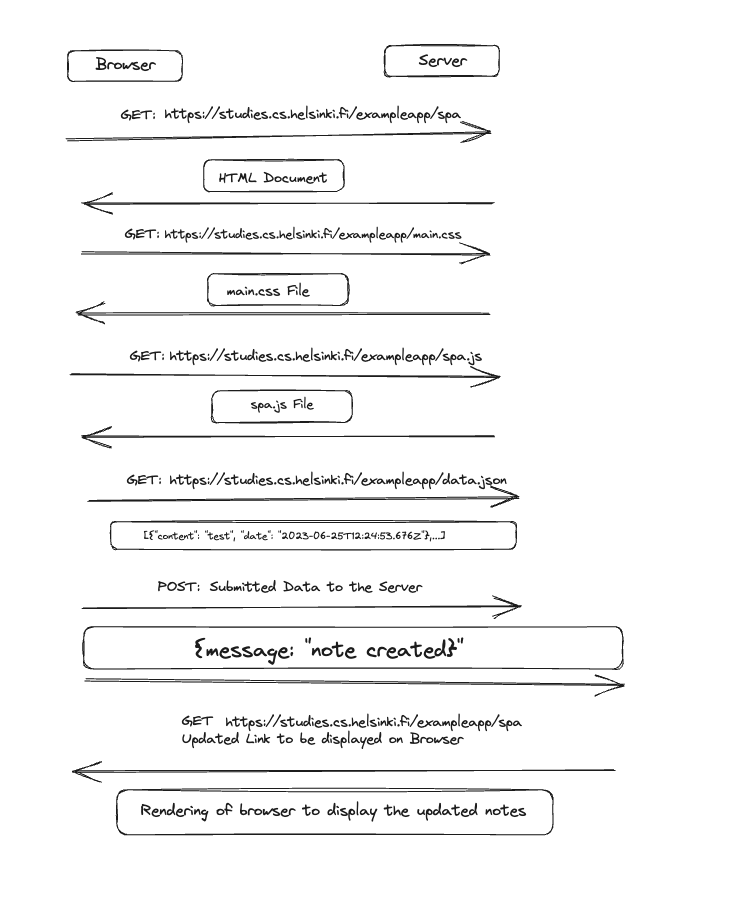 Browser
Server
GET: https://studies.cs.helsinki.fi/exampleapp/spa
HTML Document
GET: https://studies.cs.helsinki.fi/exampleapp/main.css
main.css File
GET: https://studies.cs.helsinki.fi/exampleapp/spa.js
spa.js File
GET: https://studies.cs.helsinki.fi/exampleapp/data.json
[{"content": "test", "date": "2023-06-25T12:24:53.676Z"},...]
POST: Submitted Data to the Server
{message: "note created}"
GET https://studies.cs.helsinki.fi/exampleapp/spa
Updated Link to be displayed on Browser
Rendering of browser to display the updated notes